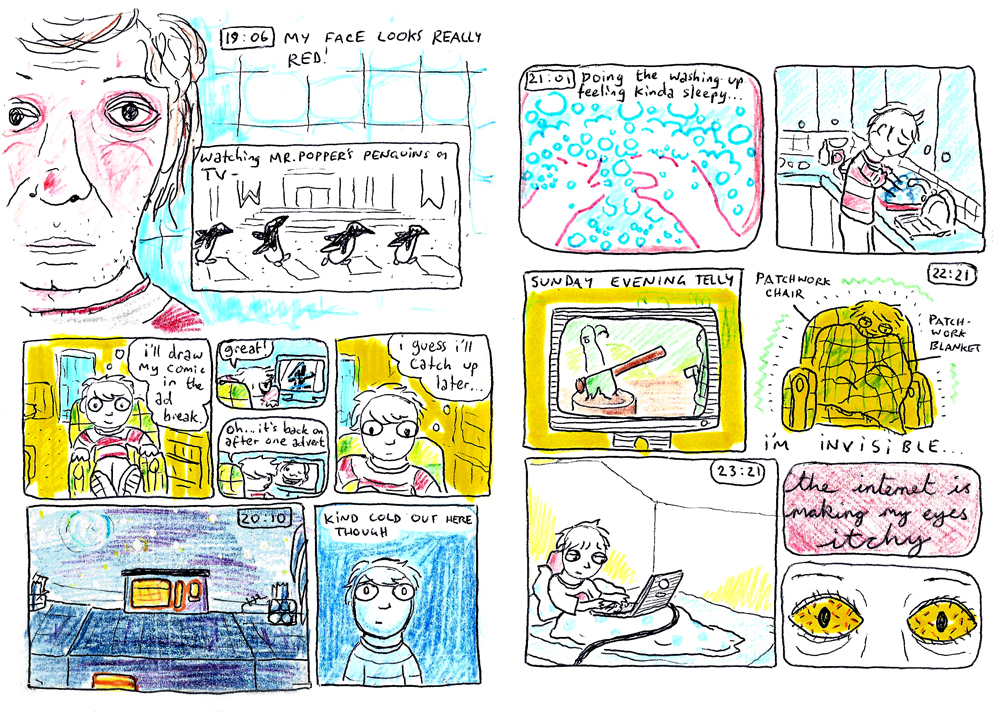 19:06 MY FACE LOOKS REALLY
RED!
Watching MR. POPPER'S PENGUINS on
TV-
i'll draw
My comic
in the
ad
break.
great!
4
Oh... it's back on
after one advert
i guess i'll
Catch up
later...
20:10
KIND COLD OUT HERE
THOUGH
21:01 Doing the washing-up
feeling kinda sleepy...
SUNDAY EVENING TELLY
PATCHWORK
CHAIR
22:21
PATCH-
WORK
BLANKET
i'M INVISIBLE...
23:21
the internet is
making my eyes
itchy